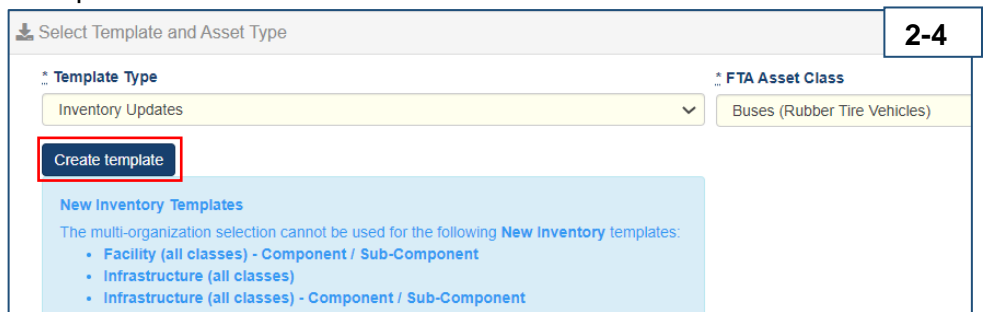 Select Template and Asset Type
2-4
* Template Type
* FTA Asset Class
Inventory Updates
Buses (Rubber Tire Vehicles)
Create template
New Inventory Templates
The multi-organization selection cannot be used for the following New Inventory templates:
• Facility (all classes) - Component / Sub-Component
• Infrastructure (all classes)
• Infrastructure (all classes) - Component / Sub-Component